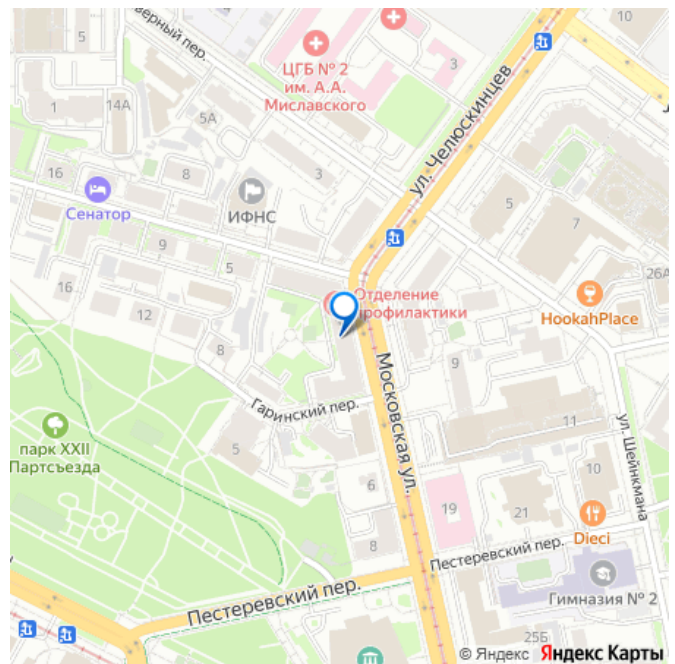 10
5
верный пер.
3
ЦГБ № 2
им. А.А.
Миславского
ул. Челюскинцев
1
14А
5А
16
8
3
Сенатор
ИФНС
5
7
9
5
26А
16
12
Отделение
профилактики
HookahPlace
8
9
Гаринский пер.
Московская ул.
парк XXII
Партсъезда
5
11
ул. Шейнкмана
6
19
21
10
Dieci
8
Пестеревский пер.
Пестеревский пер.
Гимназия № 2
25Б
© Яндекс Яндекс Карты